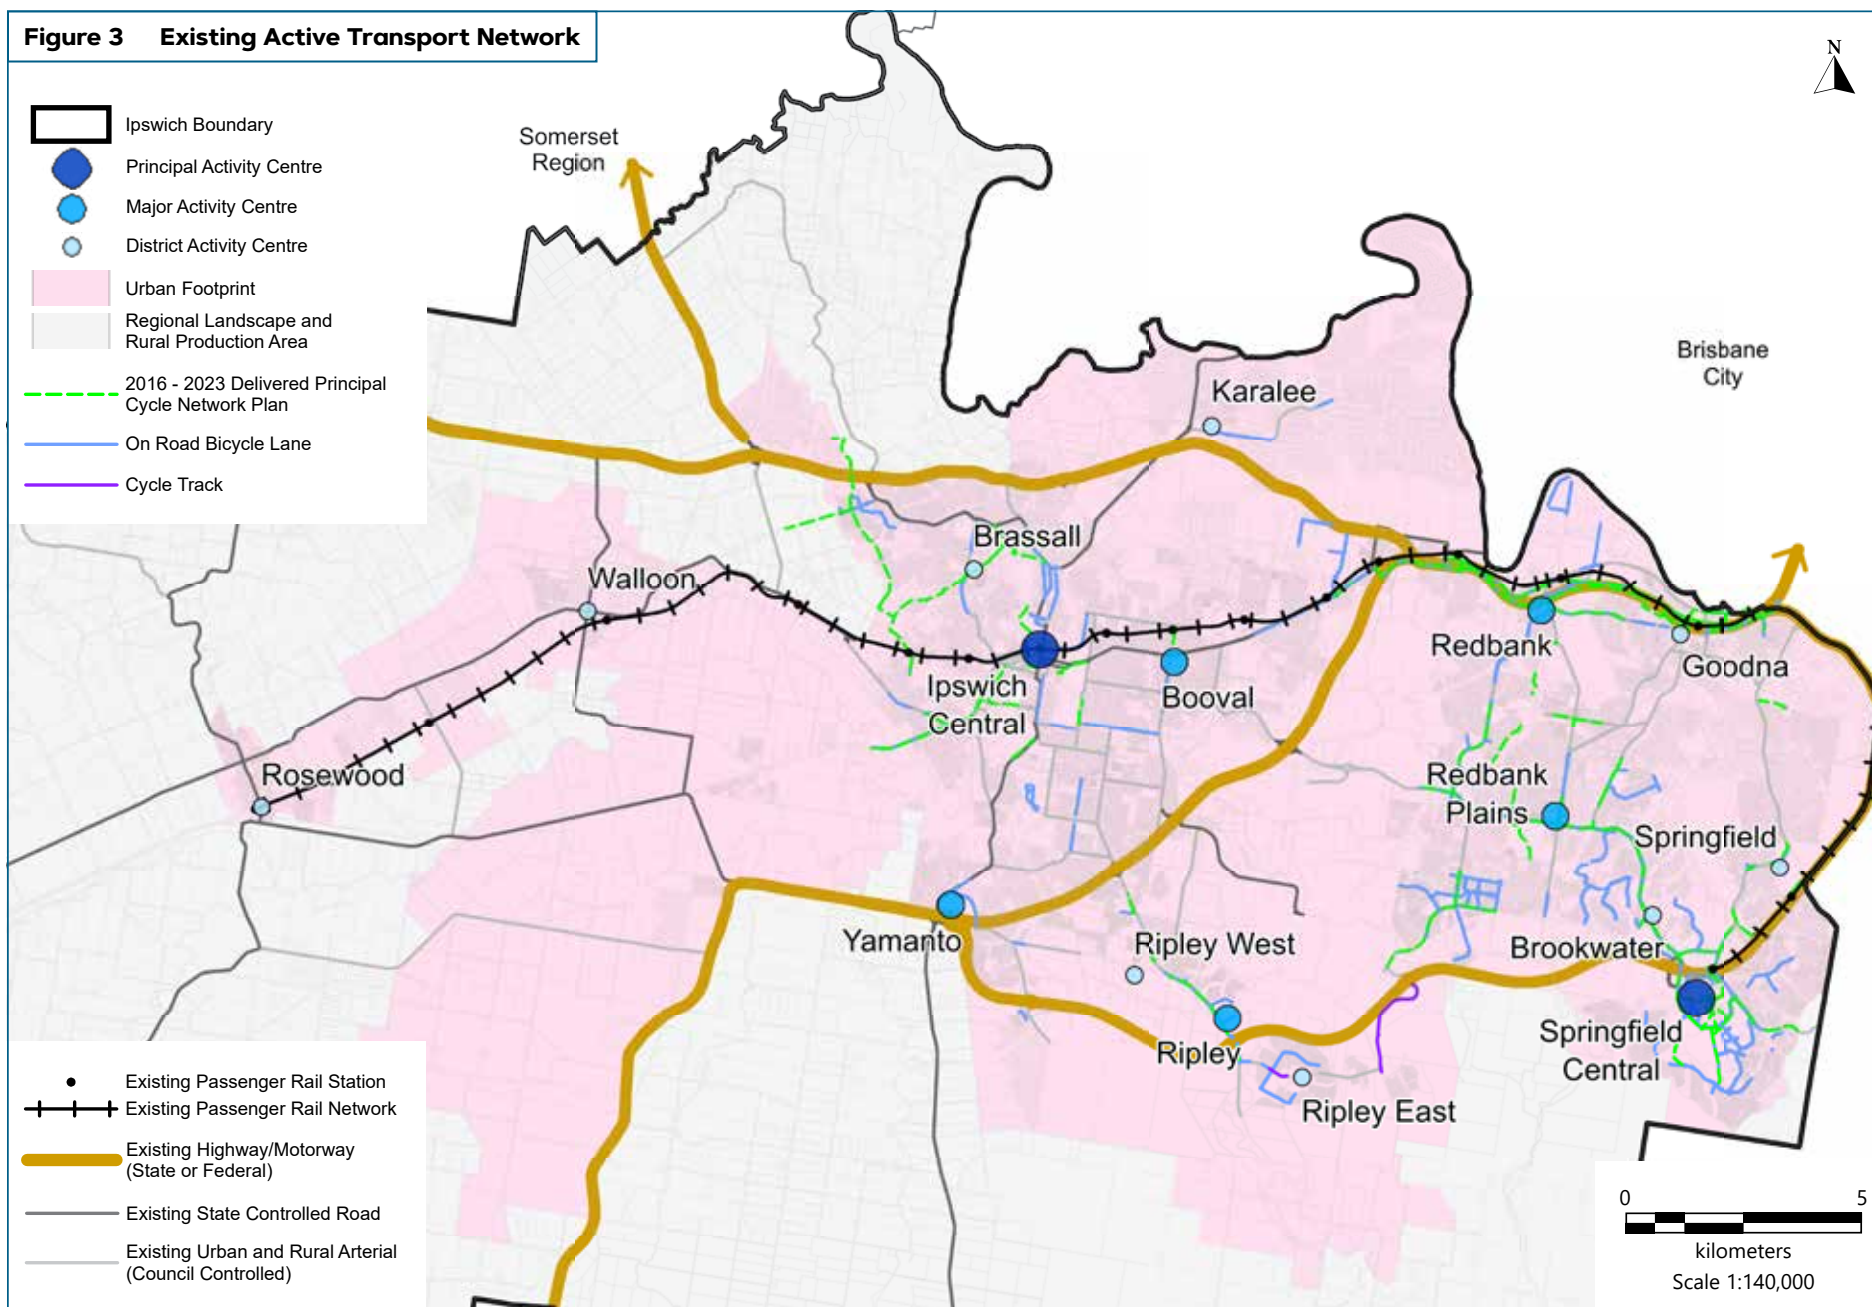 Figure 3 Existing Active Transport Network
N
Ipswich Boundary
Principal Activity Centre
Major Activity Centre
District Activity Centre
Urban Footprint
Regional Landscape and
Rural Production Area
2016 - 2023 Delivered Principal
Cycle Network Plan
On Road Bicycle Lane
Cycle Track
Somerset
Region
Brisbane
City
Karalee
Brassall
Walloon
Redbank
Goodna
Ipswich
Central
Booval
Rosewood
Redbank
Plains
Springfield
Yamanto
Ripley West
Brookwater
Ripley
Springfield
Central
Ripley East
Existing Passenger Rail Station
Existing Passenger Rail Network
Existing Highway/Motorway
(State or Federal)
Existing State Controlled Road
Existing Urban and Rural Arterial
(Council Controlled)
0 5
kilometers
Scale 1:140,000